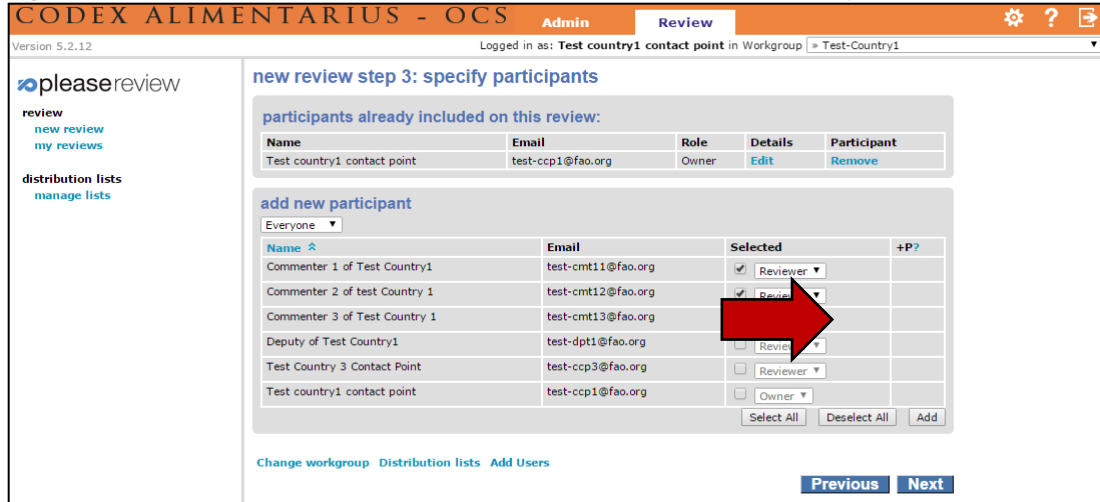 CODEX ALIMENTARIUS - OCS Admin Review ?
Version 5.2.12 Logged in as: Test country1 contact point in Workgroup » Test-Country1
pleasereview
review
new review
my reviews
distribution lists
manage lists
new review step 3: specify participants
participants already included on this review:
Name Email Role Details Participant
Test country1 contact point test-ccp1@fao.org Owner Edit Remove
add new participant
Everyone
Name Email Selected +P?
Commenter 1 of Test Country1 test-cmt11@fao.org Reviewer
Commenter 2 of test Country 1 test-cmt12@fao.org
Commenter 3 of Test Country 1 test-cmt13@fao.org
Deputy of Test Country1 test-dpt1@fao.org
Test Country 3 Contact Point test-ccp3@fao.org Reviewer
Test country1 contact point test-ccp1@fao.org Owner
Select All Deselect All Add
Change workgroup Distribution lists Add Users
Previous Next